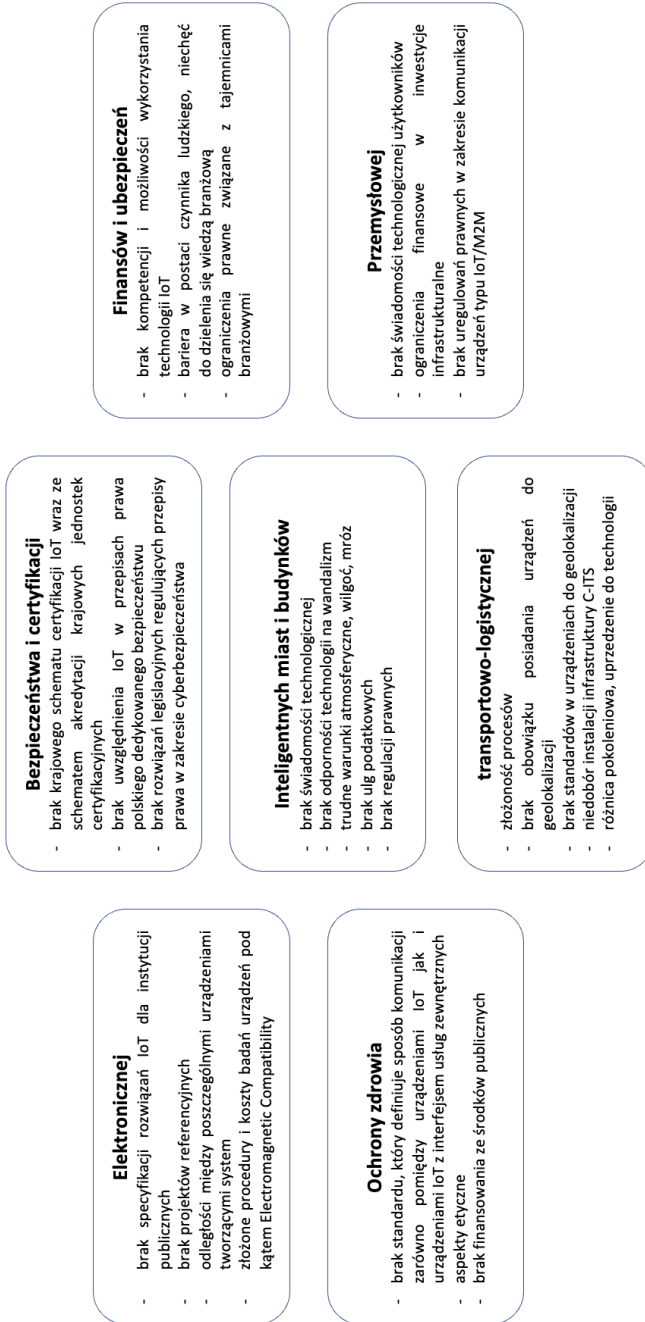 Elektronicznej
- brak specyfikacji rozwiązań IoT dla instytucji
publicznych
- brak projektów referencyjnych
- odległości między poszczególnymi urządzeniami
tworzącymi system
- złożone procedury i koszty badań urządzeń pod
kątem Electromagnetic Compatibility
Bezpieczeństwa i certyfikacji
- brak krajowego schematu certyfikacji IoT wraz ze
schematem akredytacji krajowych jednostek
certyfikacyjnych
- brak uwzględnienia IoT w przepisach prawa
polskiego dedykowanego bezpieczeństwu
- brak rozwiązań legislacyjnych regulujących przepisy
prawa w zakresie cyberbezpieczeństwa
Finansów i ubezpieczeń
- brak kompetencji i możliwości wykorzystania
technologii IoT
- bariera w postaci czynnika ludzkiego, niechęć
do dzielenia się wiedzą branżową
- ograniczenia prawne związane z tajemnicami
branżowymi
Ochrony zdrowia
- brak standardu, który definiuje sposób komunikacji
zarówno pomiędzy urządzeniami IoT jak i
urządzeniami IoT z interfejsem usług zewnętrznych
- aspekty etyczne
- brak finansowania ze środków publicznych
Inteligentnych miast i budynków
- brak świadomości technologicznej
- brak odporności technologii na wandalizm
- trudne warunki atmosferyczne, wilgoć, mróz
- brak ulg podatkowych
- brak regulacji prawnych
Przemysłowej
- brak świadomości technologicznej użytkowników
- ograniczenia finansowe w inwestycje
infrastrukturalne
- brak uregulowań prawnych w zakresie komunikacji
urządzeń typu IoT/M2M
transportowo-logistycznej
- złożoność procesów
- brak obowiązku posiadania urządzeń do
geolokalizacji
- brak standardów w urządzeniach do geolokalizacji
- niedobór instalacji infrastruktury C-ITS
- różnica pokoleniowa, uprzedzenie do technologii